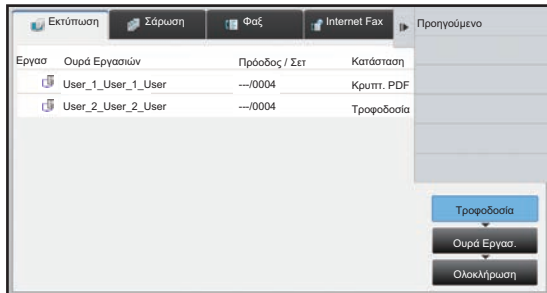 Εκτύπωση Σάρωση Φαξ Internet Fax Προηγούμενο
Εργασ Ουρά Εργασιών Πρόοδος / Σετ Κατάσταση
User_1_User_1_User ---/0004 Κρυπτ. PDF
User_2_User_2_User ---/0004 Τροφοδοσία
Τροφοδοσία
Ουρά Εργασ.
Ολοκλήρωση